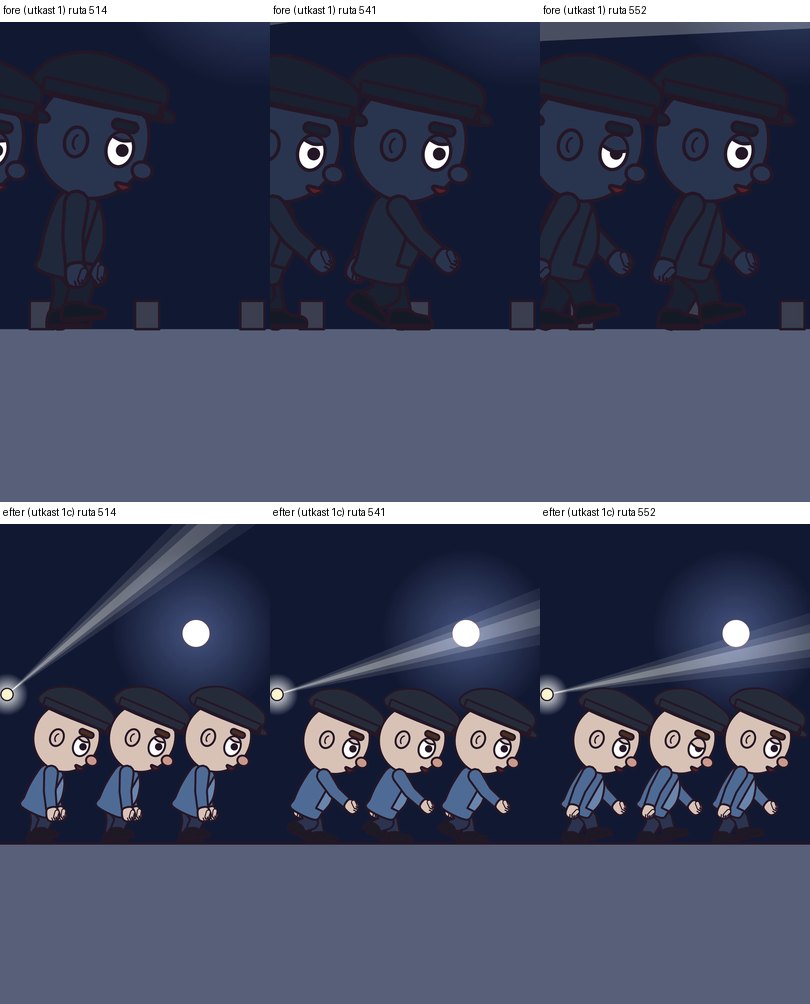 fore (utkast 1) ruta 514
fore (utkast 1) ruta 541
fore (utkast 1) ruta 552
efter (utkast 1c) ruta 514
efter (utkast 1c) ruta 541
efter (utkast 1c) ruta 552